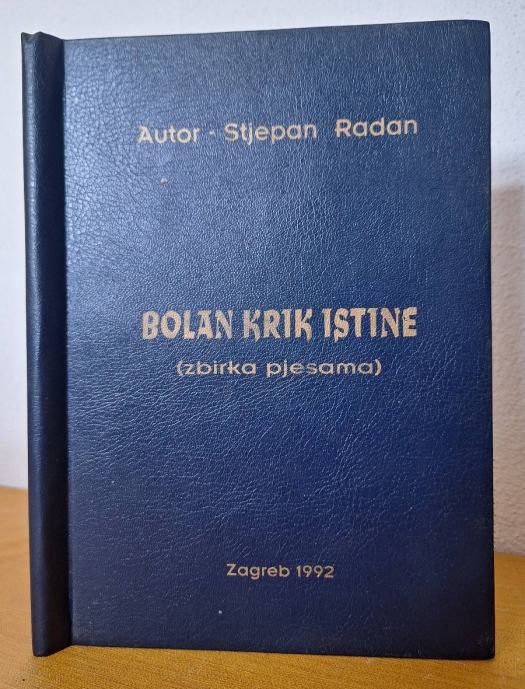 Autor - Stjepan Radan
BOLAN KRIK ISTINE
(zbirka pjesama)
Zagreb 1992